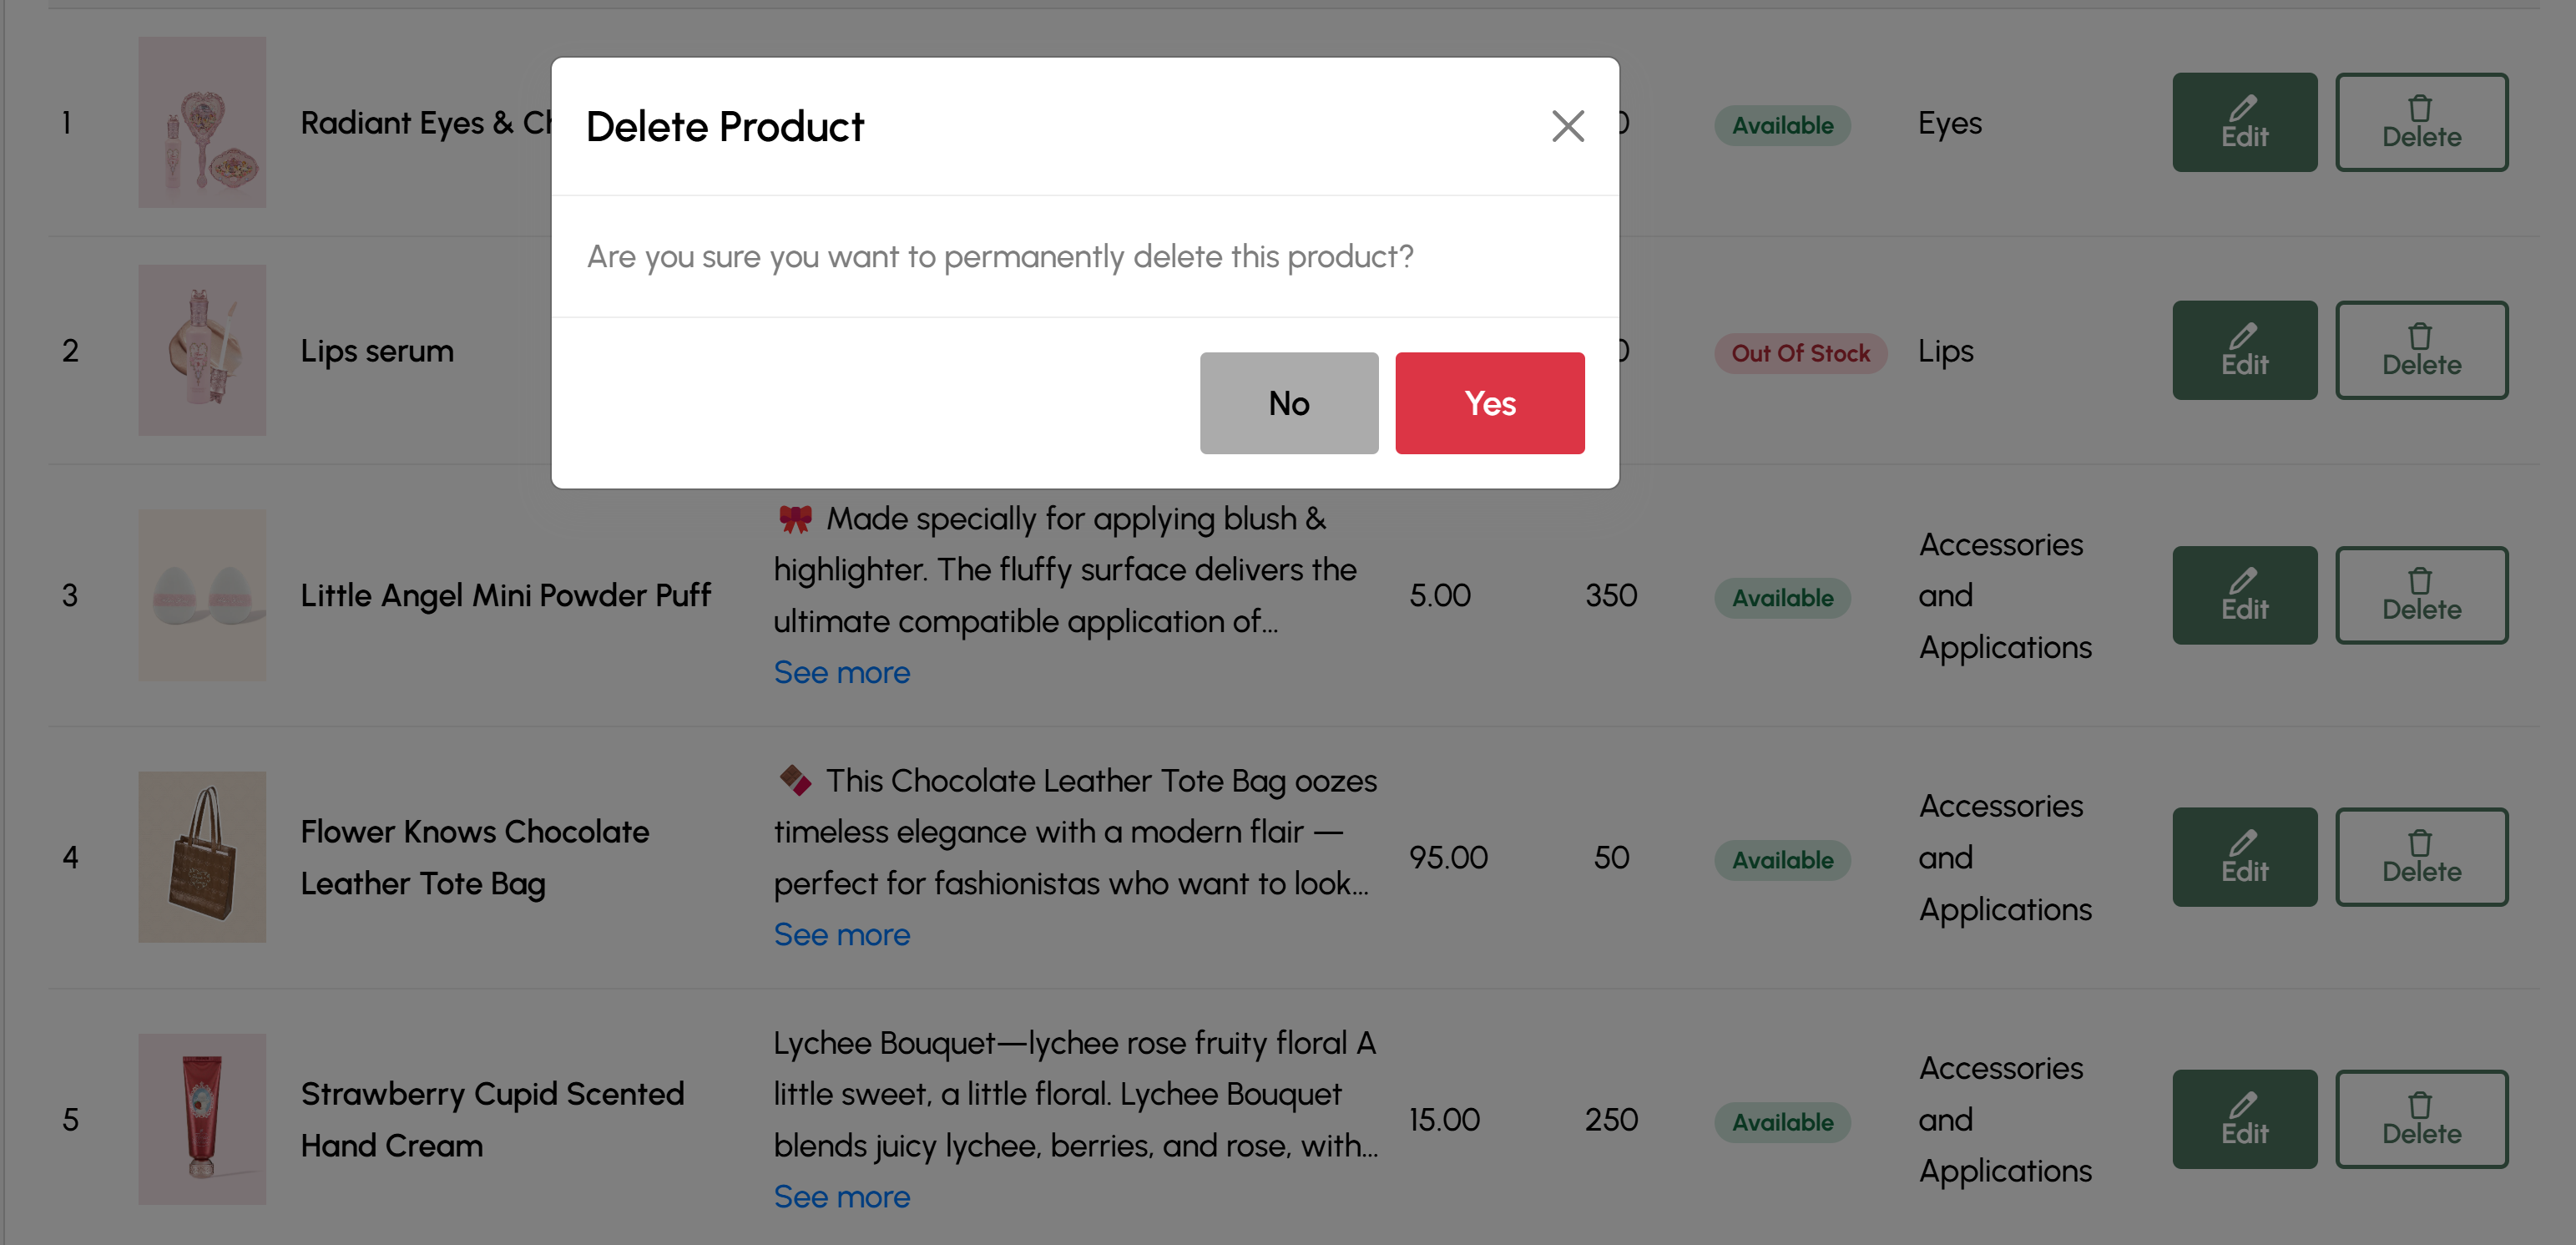 Delete Product
Are you sure you want to permanently delete this product?
No
Yes
1
Radiant Eyes &
Available
Eyes
Edit
Delete
2
Lips serum
Out Of Stock
Lips
Edit
Delete
3
Little Angel Mini Powder Puff
🎀 Made specially for applying blush &
highlighter. The fluffy surface delivers the
ultimate compatible application of...
See more
5.00
350
Available
Accessories
and
Applications
Edit
Delete
4
Flower Knows Chocolate
Leather Tote Bag
🍫 This Chocolate Leather Tote Bag oozes
timeless elegance with a modern flair —
perfect for fashionistas who want to look...
See more
95.00
50
Available
Accessories
and
Applications
Edit
Delete
5
Strawberry Cupid Scented
Hand Cream
Lychee Bouquet—lychee rose fruity floral A
little sweet, a little floral. Lychee Bouquet
blends juicy lychee, berries, and rose, with...
See more
15.00
250
Available
Accessories
and
Applications
Edit
Delete